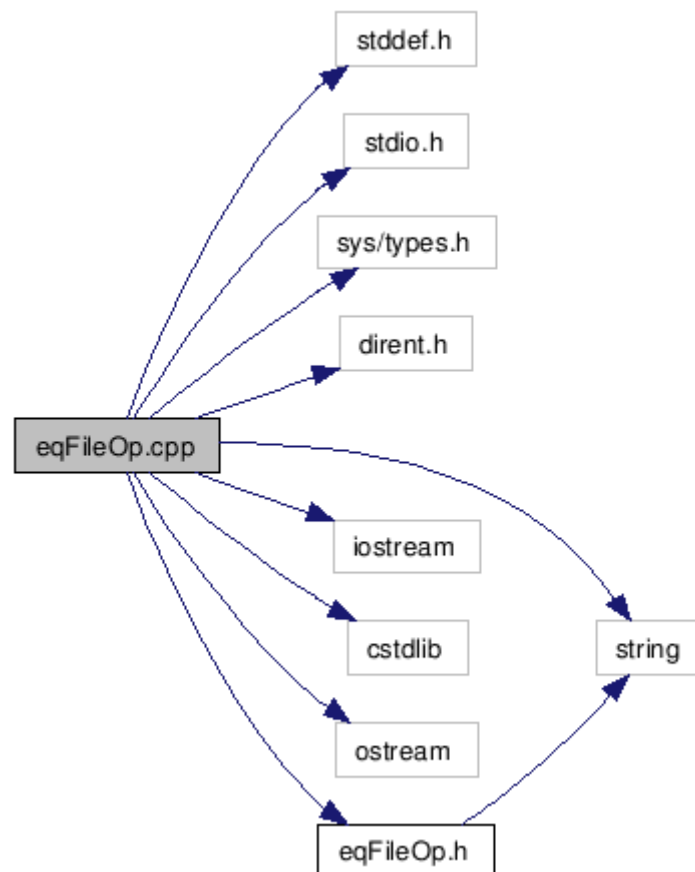 stddef.h
stdio.h
sys/types.h
dirent.h
eqFileOp.cpp
iostream
cstdlib
string
ostream
eqFileOp.h